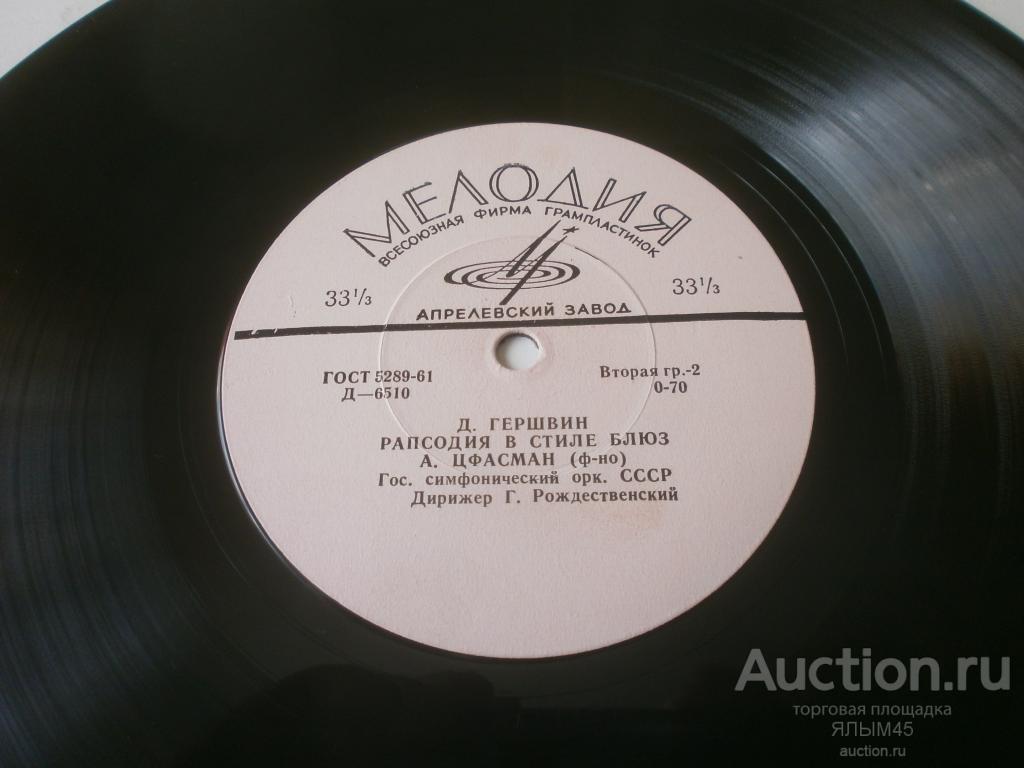 МЕЛОДИЯ
ВСЕСОЮЗНАЯ ФИРМА ГРАМПЛАСТИНОК
33⅓ 33⅓
АПРЕЛЕВСКИЙ ЗАВОД
ГОСТ 5289-61 Вторая гр.-2
Д—6510 0-70
Д. ГЕРШВИН
РАПСОДИЯ В СТИЛЕ БЛЮЗ
А. ЦФАСМАН (ф-но)
Гос. симфонический орк. СССР
Дирижер Г. Рождественский
Auction.ru
торговая площадка
ЯЛЫМ45
auction.ru